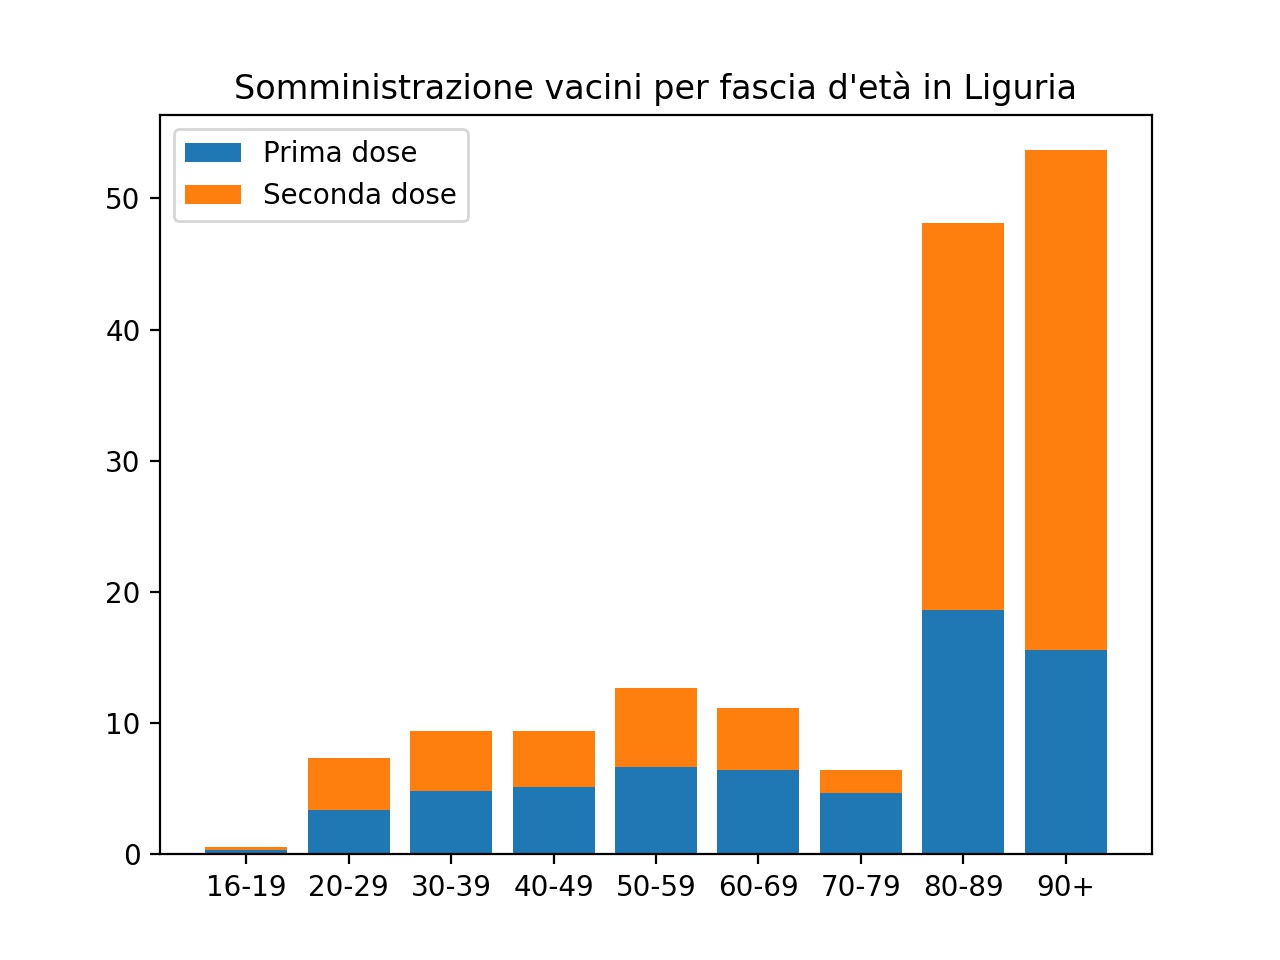 Somministrazione vacini per fascia d'età in Liguria
Prima dose
Seconda dose
50
40
30
20
10
0
16-19 20-29 30-39 40-49 50-59 60-69 70-79 80-89 90+